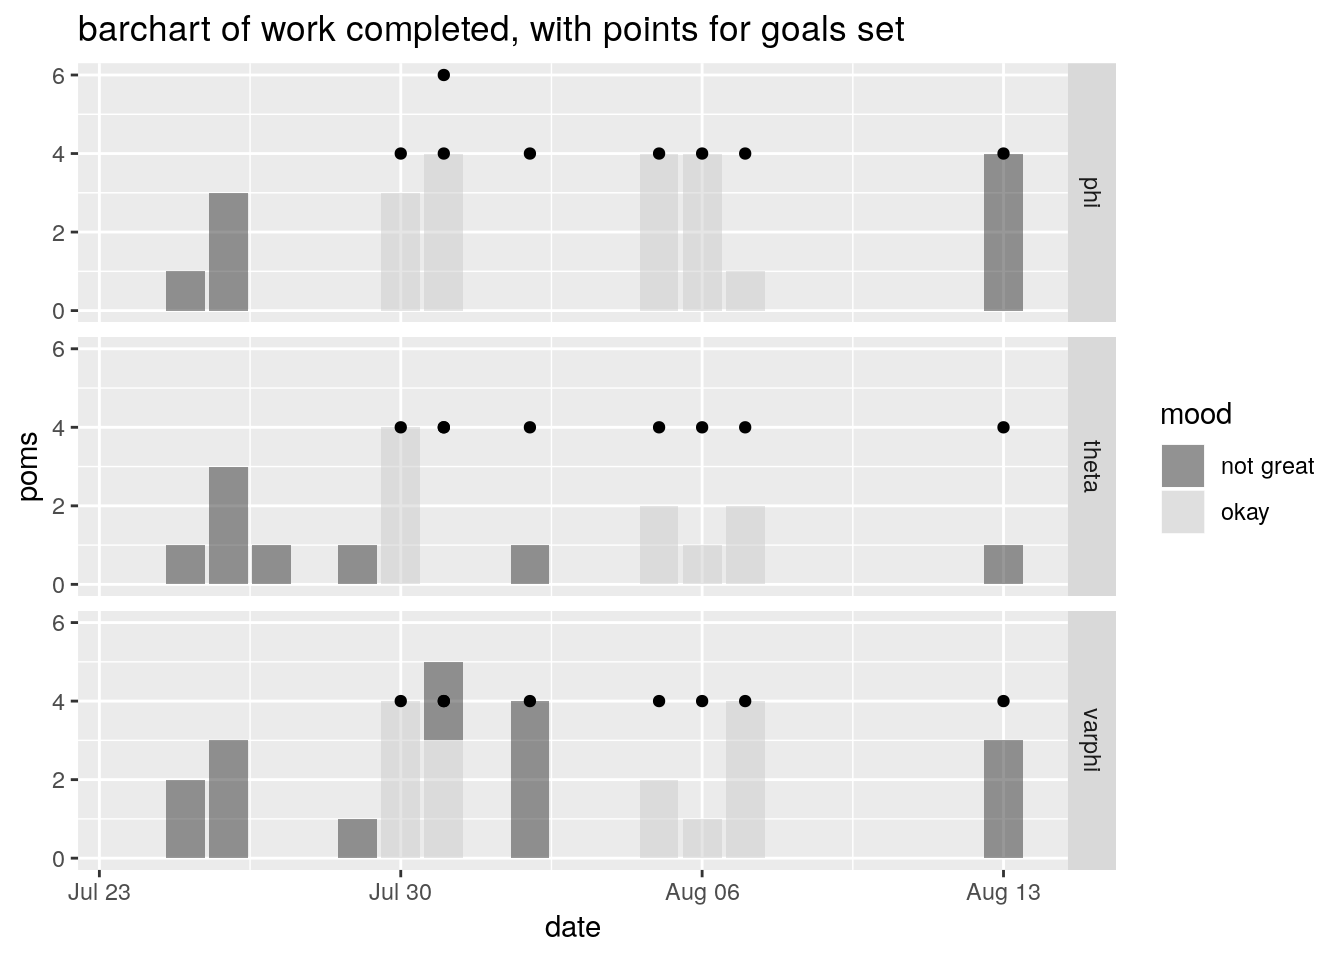 barchart of work completed, with points for goals set
6
4
2
0
phi
6
4
2
0
theta
6
4
2
0
varphi
poms
Jul 23
Jul 30
Aug 06
Aug 13
date
mood
not great
okay